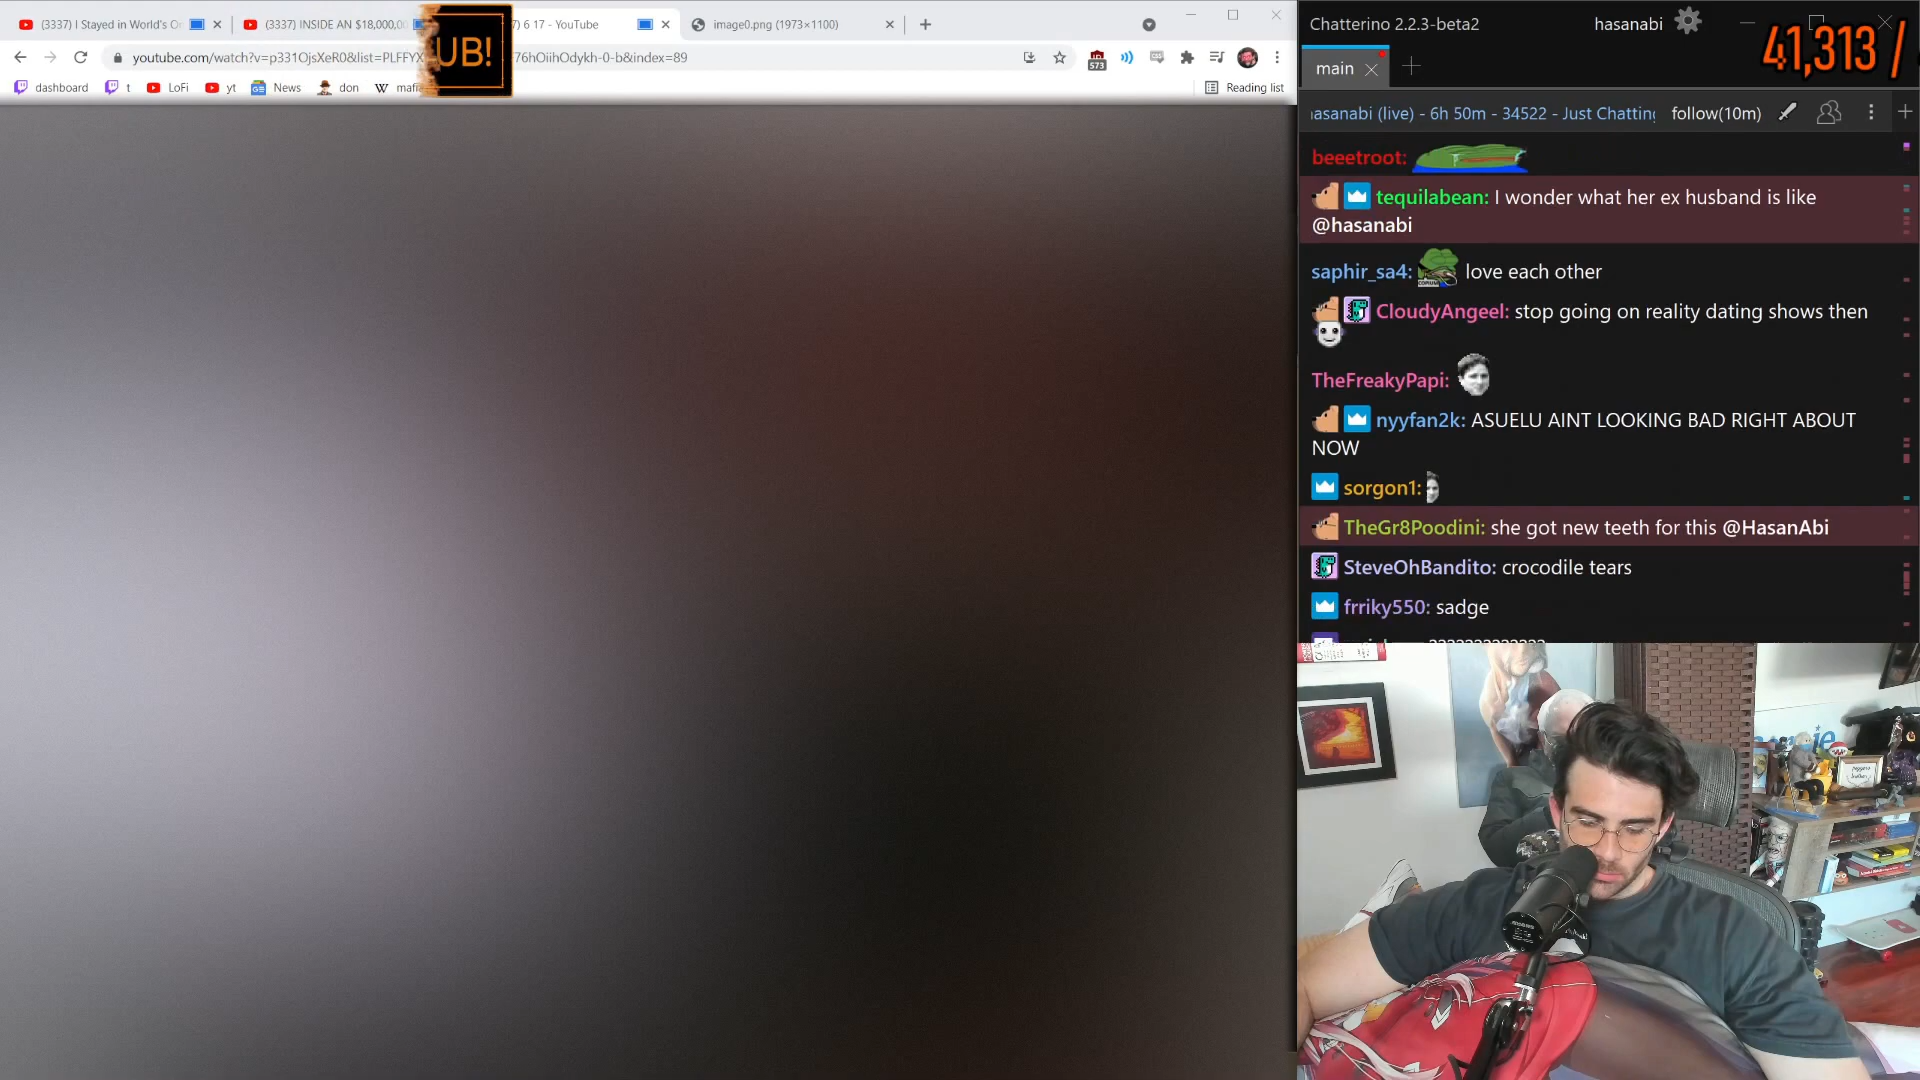 (3337) I Stayed in World's O
(3337) INSIDE AN $18,000,0
6 17 - YouTube
image0.png (1973×1100)
UB!
youtube.com/watch?v=p331OjsXeR0&list=PLFFYX
76hOiihOdykh-0-b&index=89
573
dashboard
t
LoFi
yt
News
don
W
Reading list
Chatterino 2.2.3-beta2
hasanabi
41,313 /
main
asanabi (live) - 6h 50m - 34522 - Just Chatting
follow(10m)
beeetroot:
tequilabean: I wonder what her ex husband is like
@hasanabi
saphir_sa4: love each other
CloudyAngeel: stop going on reality dating shows then
TheFreakyPapi:
nyyfan2k: ASUELU AINT LOOKING BAD RIGHT ABOUT
NOW
sorgon1:
TheGr8Poodini: she got new teeth for this @HasanAbi
SteveOhBandito: crocodile tears
frriky550: sadge